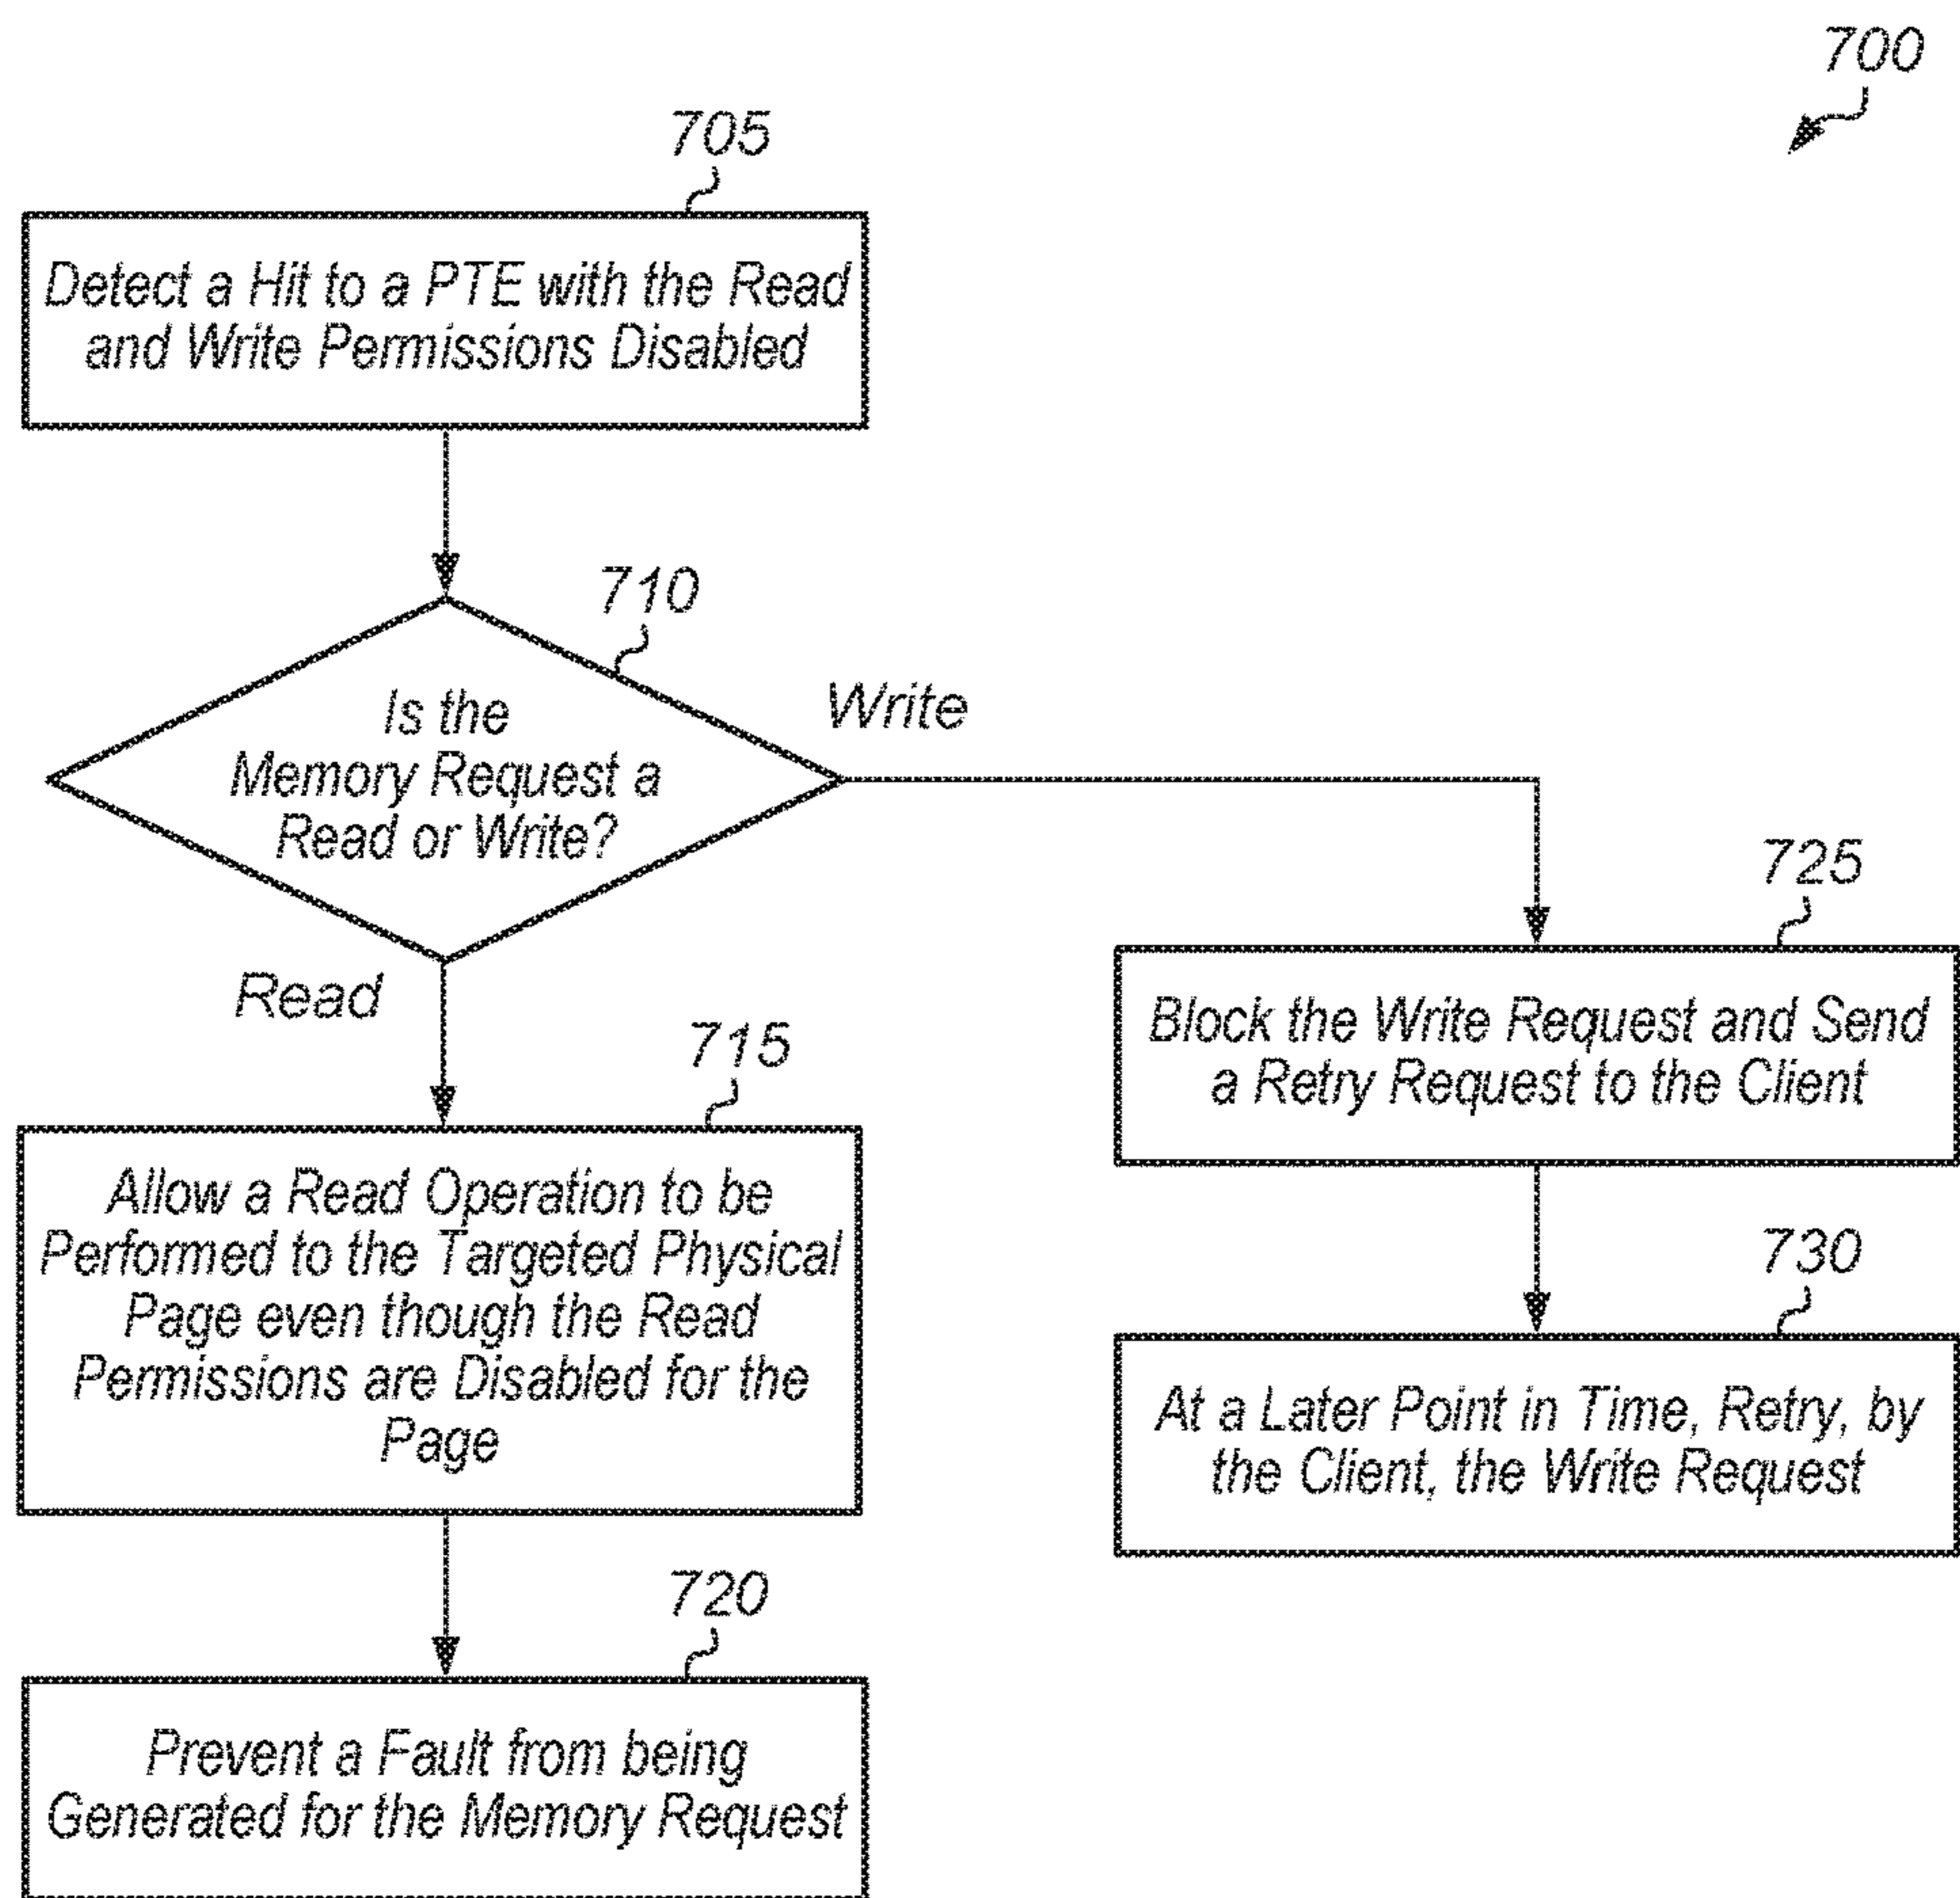 700
705
Detect a Hit to a PTE with the Read
and Write Permissions Disabled
710
Is the
Memory Request a
Read or Write?
Write
Read
715
Allow a Read Operation to be
Performed to the Targeted Physical
Page even though the Read
Permissions are Disabled for the
Page
720
Prevent a Fault from being
Generated for the Memory Request
725
Block the Write Request and Send
a Retry Request to the Client
730
At a Later Point in Time, Retry, by
the Client, the Write Request